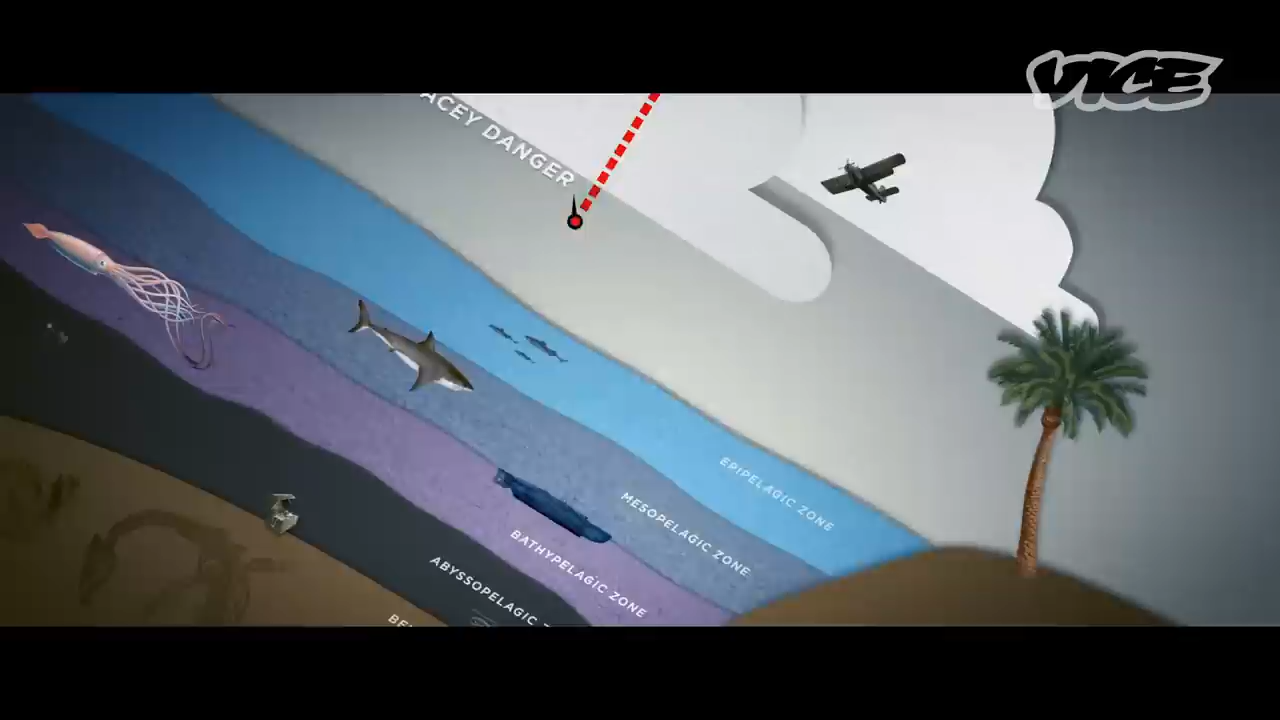 VICE
ACEY DANGER
EPIPELAGIC ZONE
MESOPELAGIC ZONE
BATHYPELAGIC ZONE
ABYSSOPELAGIC